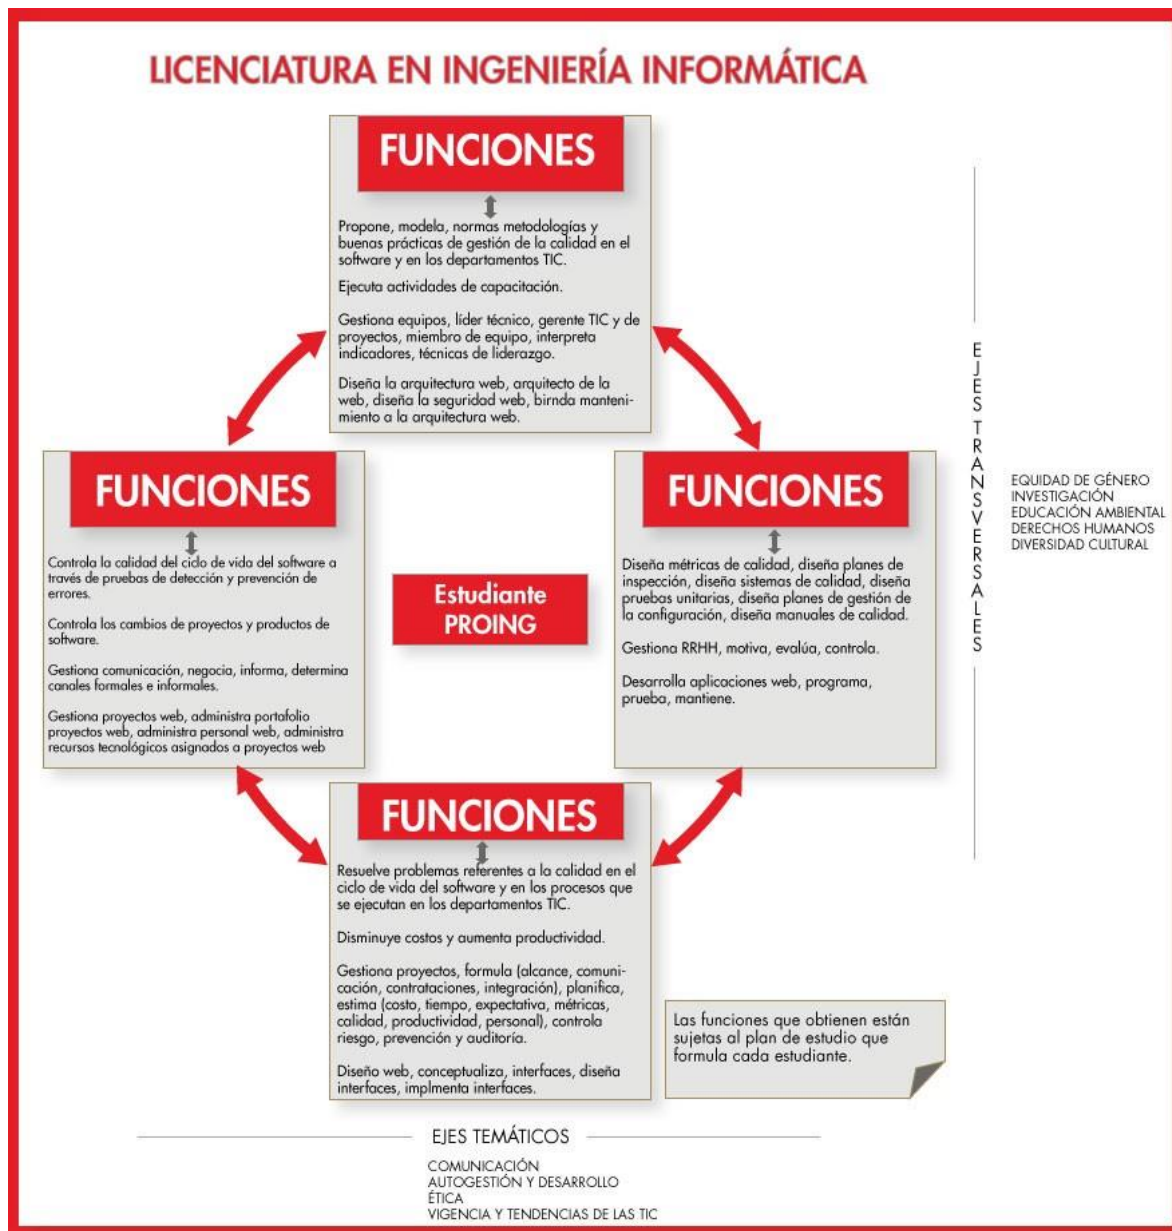 LICENCIATURA EN INGENIERÍA INFORMÁTICA
FUNCIONES
Propone, modela, normas metodologías y
buenas prácticas de gestión de la calidad en el
software y en los departamentos TIC.
Ejecuta actividades de capacitación.
Gestiona equipos, líder técnico, gerente TIC y de
proyectos, miembro de equipo, interpreta
indicadores, técnicas de liderazgo.
Diseña la arquitectura web, arquitecto de la
web, diseña la seguridad web, birnda manteni-
miento a la arquitectura web.
FUNCIONES
Controla la calidad del ciclo de vida del software a
través de pruebas de detección y prevención de
errores.
Controla los cambios de proyectos y productos de
software.
Gestiona comunicación, negocia, informa, determina
canales formales e informales.
Gestiona proyectos web, administra portafolio
proyectos web, administra personal web, administra
recursos tecnológicos asignados a proyectos web
Estudiante
PROING
FUNCIONES
Diseña métricas de calidad, diseña planes de
inspección, diseña sistemas de calidad, diseña
pruebas unitarias, diseña planes de gestión de
la configuración, diseña manuales de calidad.
Gestiona RRHH, motiva, evalúa, controla.
Desarrolla aplicaciones web, programa,
prueba, mantiene.
FUNCIONES
Resuelve problemas referentes a la calidad en el
ciclo de vida del software y en los procesos que
se ejecutan en los departamentos TIC.
Disminuye costos y aumenta productividad.
Gestiona proyectos, formula (alcance, comuni-
cación, contrataciones, integración), planifica,
estima (costo, tiempo, expectativa, métricas,
calidad, productividad, personal), controla
riesgo, prevención y auditoría.
Diseño web, conceptualiza, interfaces, diseña
interfaces, implmenta interfaces.
Las funciones que obtienen están
sujetas al plan de estudio que
formula cada estudiante.
EJES TRANSVERSALES
EQUIDAD DE GÉNERO
INVESTIGACIÓN
EDUCACIÓN AMBIENTAL
DERECHOS HUMANOS
DIVERSIDAD CULTURAL
EJES TEMÁTICOS
COMUNICACIÓN
AUTOGESTIÓN Y DESARROLLO
ÉTICA
VIGENCIA Y TENDENCIAS DE LAS TIC